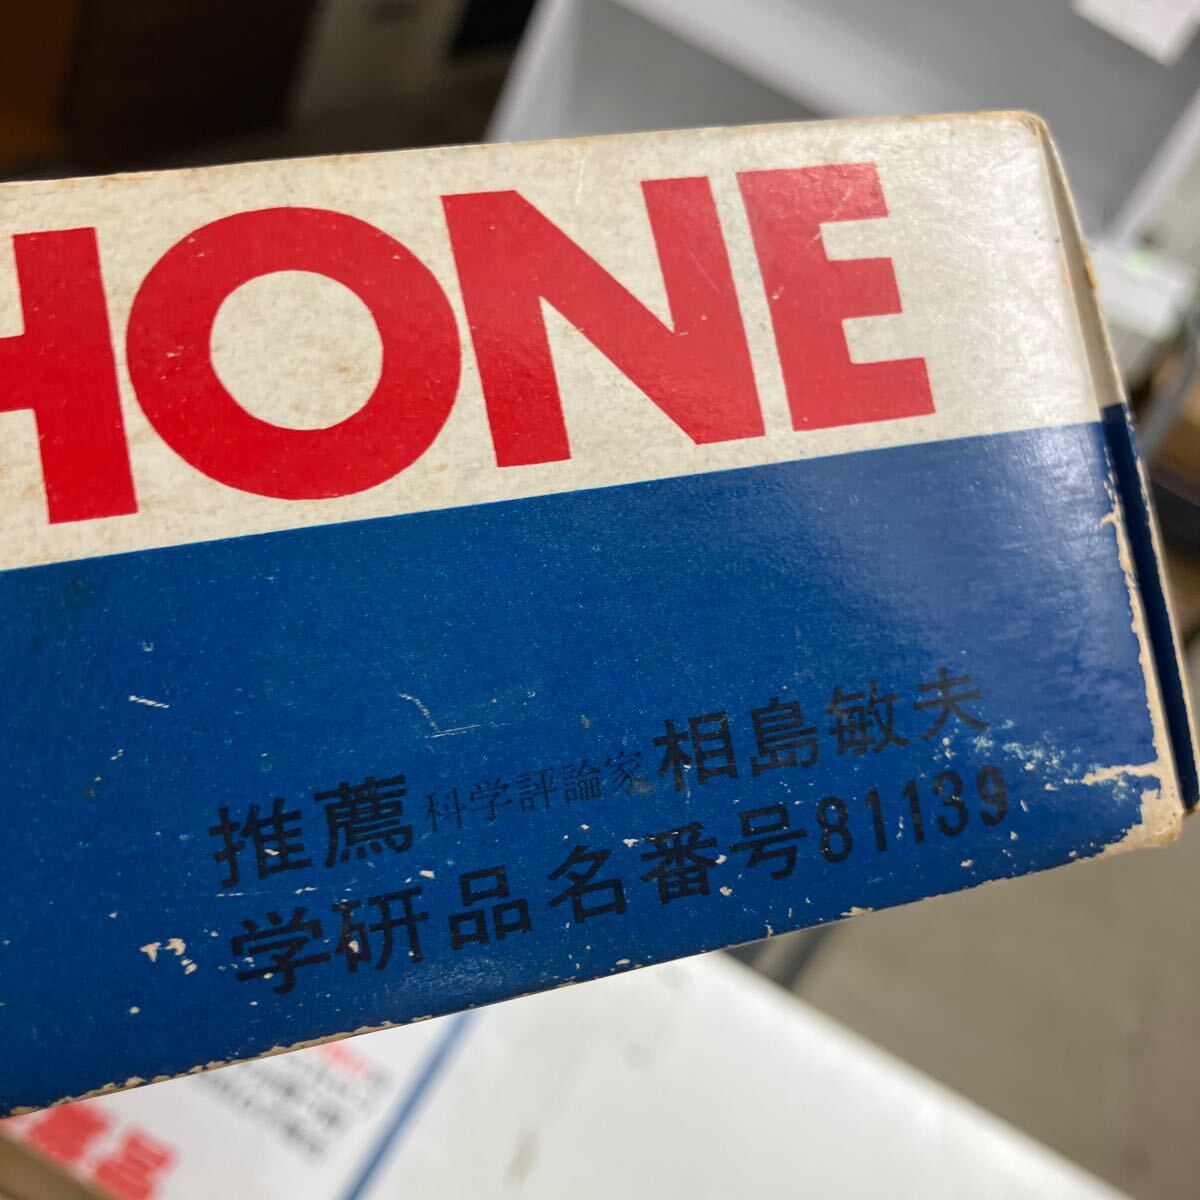 HONE
推薦 科学評論家 相島敏夫
学研品名番号81139